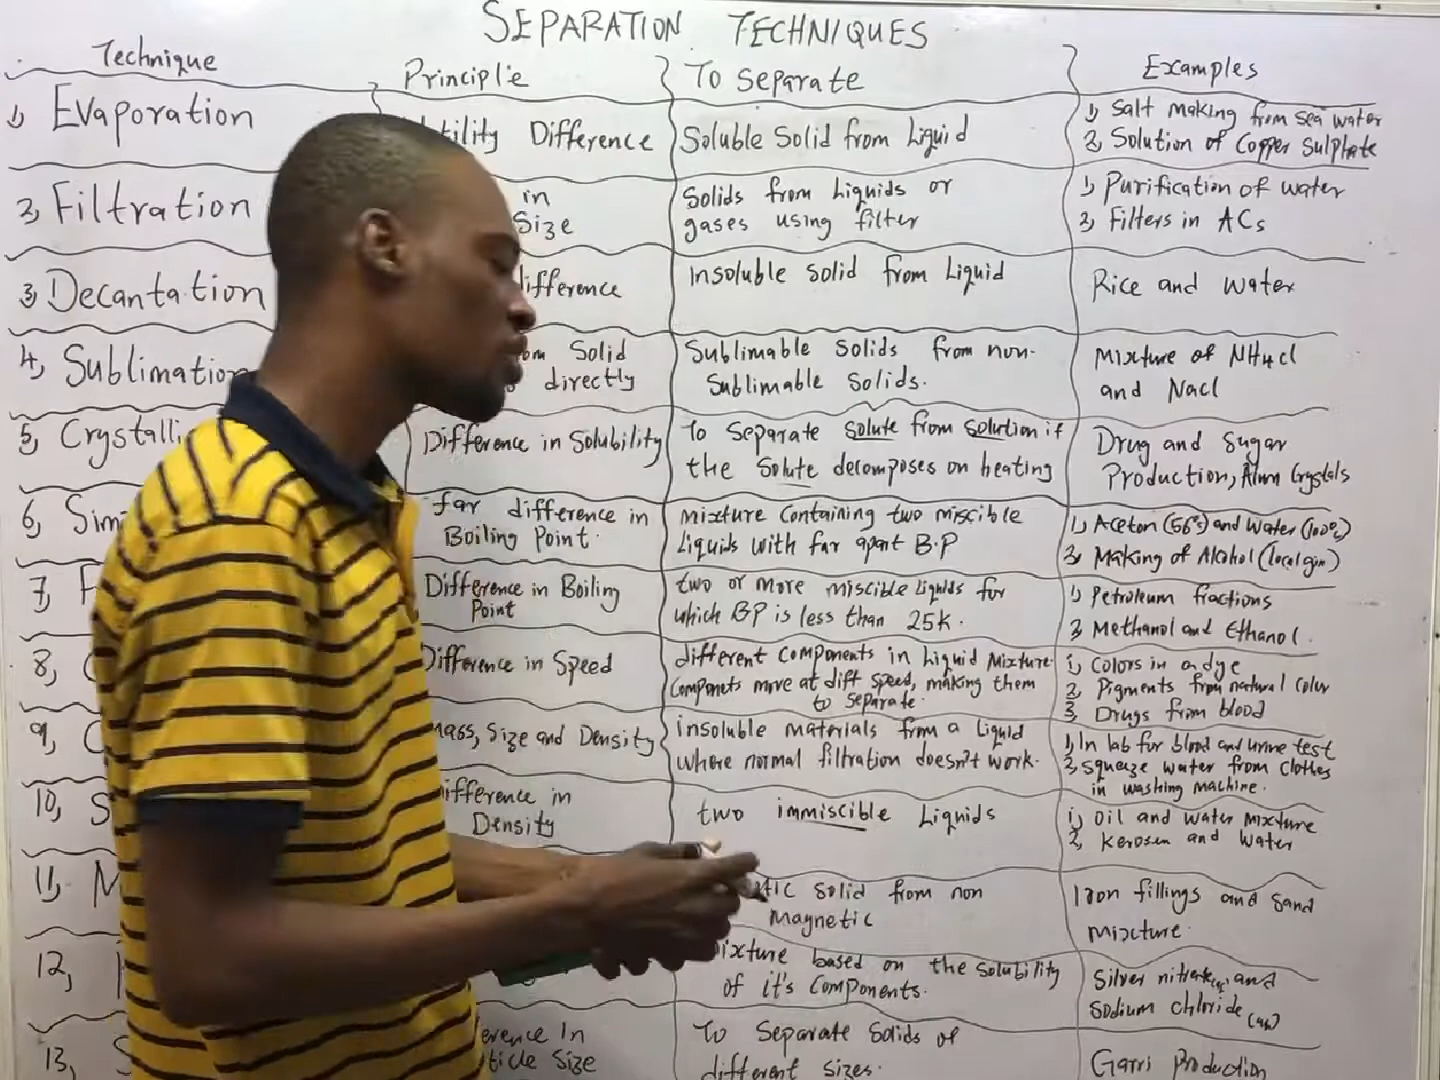 SEPARATION TECHNIQUES
Technique
Principle
To Separate
Examples
1) Evaporation
Difference
Soluble Solid from Liquid
1) Salt making from sea water
2, Solution of Copper Sulphate
2, Filtration
in
Size
Solids from Liquids or
gases using filter
1) Purification of water
2) Filters in ACs
3, Decantation
Difference
Insoluble solid from Liquid
Rice and water
4, Sublimation
Solid
directly
Sublimable Solids from non-
Sublimable Solids.
Mixture of NH4Cl
and Nacl
5, Crystalli
Difference in Solubility
To Separate Solute from Solution if
the Solute decomposes on heating
Drug and Sugar
Production, Alum Crystals
6, Sim
far difference in
Boiling Point.
Mixture Containing two miscible
Liquids with far apart B.P
1) Aceton (56°c) and Water (100°c)
2) Making of Alcohol (local gin)
7,
Difference in Boiling
Point
two or more miscible Liquids for
which BP is less than 25K.
1) Petroleum fractions
2 Methanol and Ethanol.
8,
Difference in Speed
different Components in Liquid Mixture
Componets move at diff speed, making them
to separate.
1, Colors in a dye
2, Pigments from natural color
3, Drugs from blood
9,
Mass, Size and Density
insoluble materials from a Liquid
where normal filtration doesn't work.
1, In lab for blood and urine test
2, Squeeze water from Clothes
in washing machine.
10, S
Difference in
Density
two immiscible Liquids
1) Oil and water mixture
2, Kerosen and Water
11, M
Solid from non
Magnetic
Iron fillings and Sand
Mixture.
12,
Mixture based on the Solubility
of it's Components.
Silver nitrate and
Sodium Chloride (aq)
13, S
In
Size
To Separate Solids of
different Sizes.
Garri Production